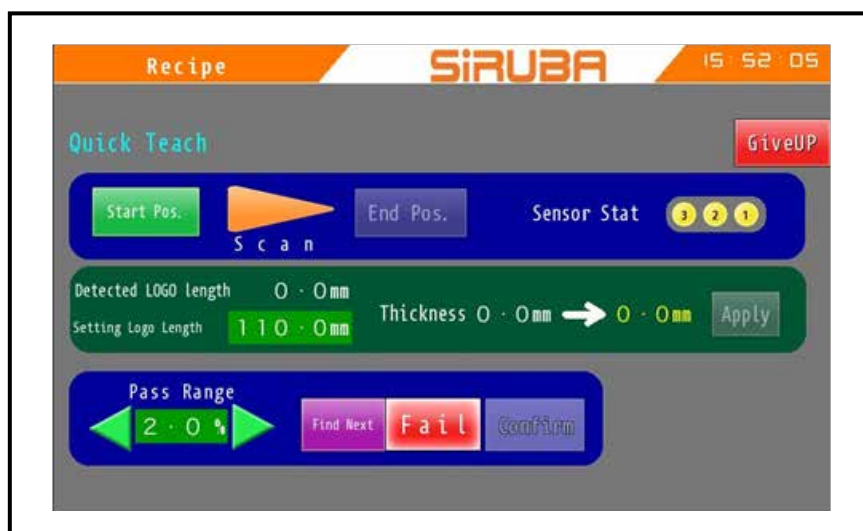 Recipe SiRUBA 15:52:05
Quick Teach GiveUP
Start Pos. Scan End Pos. Sensor Stat 3 2 1
Detected LOGO length 0.0mm
Setting Logo Length 110.0mm
Thickness 0.0mm 0.0mm Apply
Pass Range
2.0 % Find Next Fail Confirm